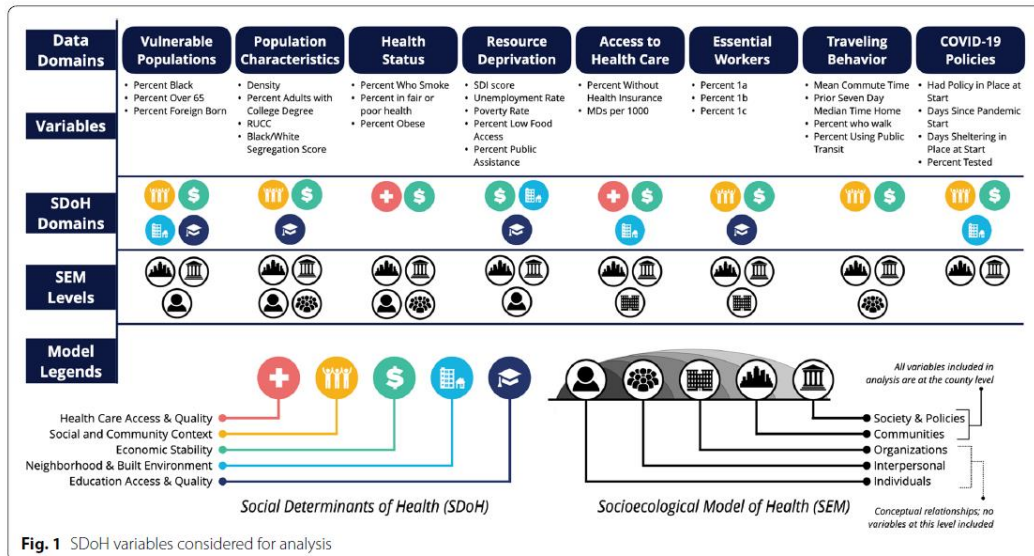 Data Domains
Vulnerable Populations
Population Characteristics
Health Status
Resource Deprivation
Access to Health Care
Essential Workers
Traveling Behavior
COVID-19 Policies
Variables
• Percent Black
• Percent Over 65
• Percent Foreign Born
• Density
• Percent Adults with
College Degree
• RUCC
• Black/White
Segregation Score
• Percent Who Smoke
• Percent in fair or
poor health
• Percent Obese
• SDI score
• Unemployment Rate
• Poverty Rate
• Percent Low Food
Access
• Percent Public
Assistance
• Percent Without
Health Insurance
• MDs per 1000
• Percent 1a
• Percent 1b
• Percent 1c
• Mean Commute Time
• Prior Seven Day
Median Time Home
• Percent who walk
• Percent Using Public
Transit
• Had Policy in Place at
Start
• Days Since Pandemic
Start
• Days Sheltering in
Place at Start
• Percent Tested
SDoH
Domains
SEM
Levels
Model
Legends
Health Care Access & Quality
Social and Community Context
Economic Stability
Neighborhood & Built Environment
Education Access & Quality
Social Determinants of Health (SDoH)
All variables included in
analysis are at the county level
Society & Policies
Communities
Organizations
Interpersonal
Individuals
Socioecological Model of Health (SEM)
Conceptual relationships; no
variables at this level included
Fig. 1 SDoH variables considered for analysis